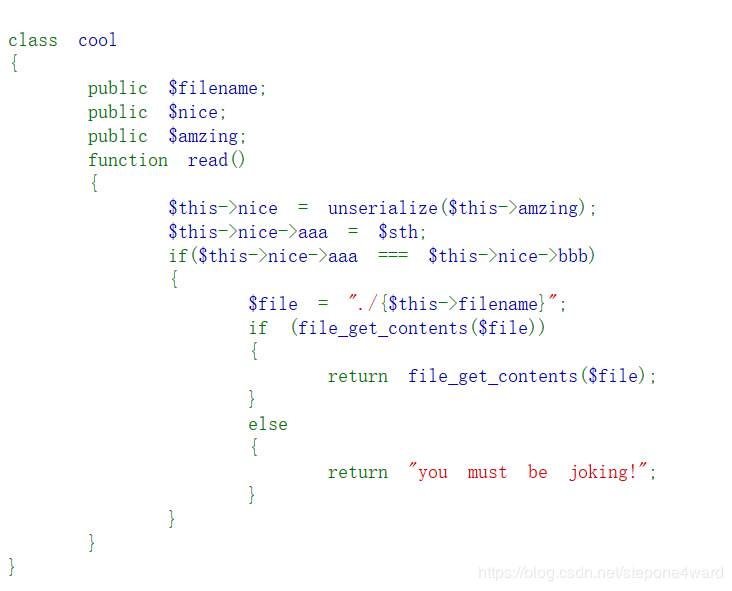 class cool
{
public $filename;
public $nice;
public $amzing;
function read()
{
$this->nice = unserialize($this->amzing);
$this->nice->aaa = $sth;
if($this->nice->aaa === $this->nice->bbb)
{
$file = "./{$this->filename}";
if (file_get_contents($file))
{
return file_get_contents($file);
}
else
{
return "you must be joking!";
}
}
}
}
https://blog.csdn.net/stepone4ward